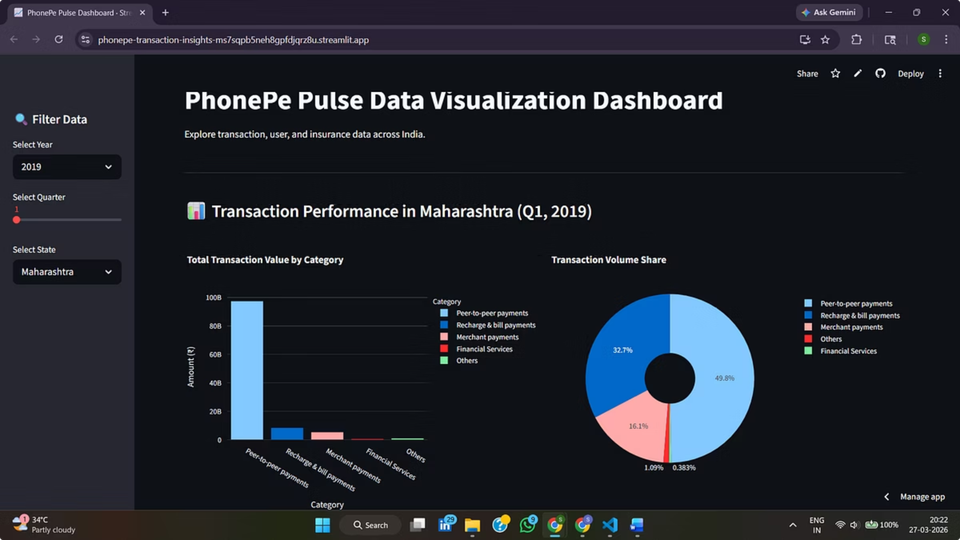 PhonePe Pulse Dashboard - Stre
Ask Gemini
phonepe-transaction-insights-ms7sqpb5neh8gpfdjqrz8u.streamlit.app
S
Share
Deploy
Filter Data
Select Year
2019
Select Quarter
1
Select State
Maharashtra
PhonePe Pulse Data Visualization Dashboard
Explore transaction, user, and insurance data across India.
Transaction Performance in Maharashtra (Q1, 2019)
Total Transaction Value by Category
100B
80B
60B
40B
20B
0
Amount (₹)
Peer-to-peer payments
Recharge & bill payments
Merchant payments
Financial Services
Others
Category
Category
Peer-to-peer payments
Recharge & bill payments
Merchant payments
Financial Services
Others
Transaction Volume Share
32.7%
49.8%
16.1%
1.09%
0.383%
Peer-to-peer payments
Recharge & bill payments
Merchant payments
Others
Financial Services
Manage app
1
34°C
Partly cloudy
Search
ENG
IN
100%
20:22
27-03-2026